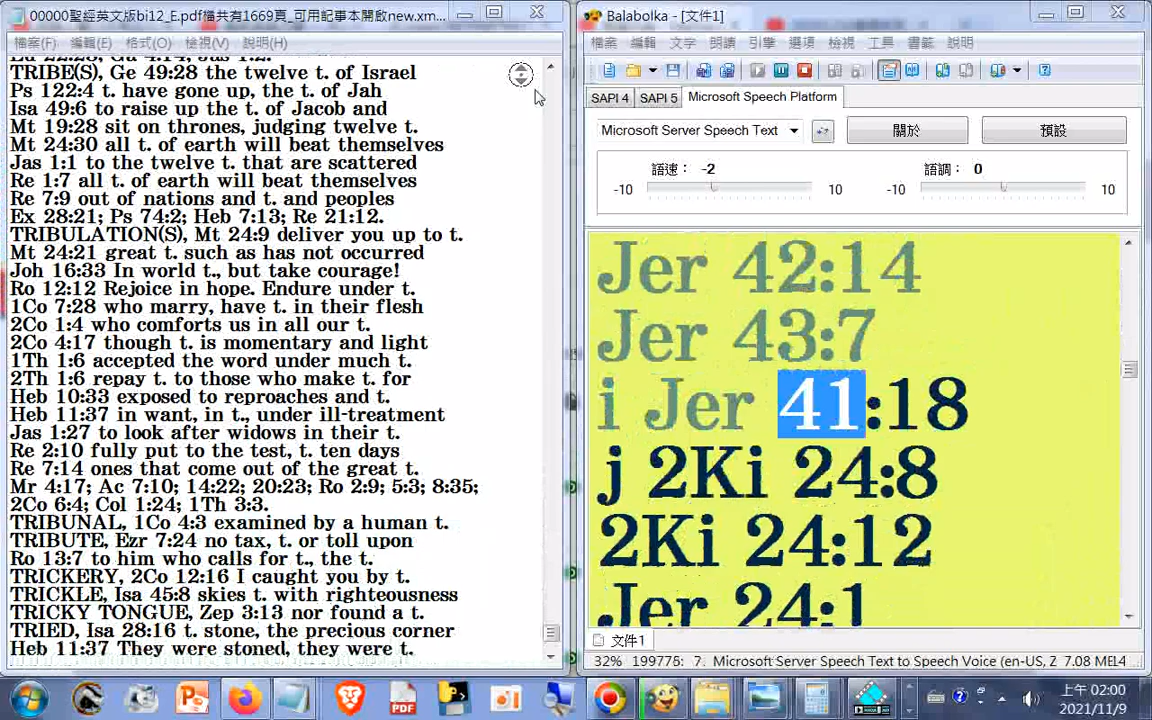 00000聖經英文版bi12_E.pdf檔共有1669頁_可用記事本開啟new.xm...
檔案(F) 編輯(E) 格式(O) 檢視(V) 說明(H)
TRIBE(S), Ge 49:28 the twelve t. of Israel
Ps 122:4 t. have gone up, the t. of Jah
Isa 49:6 to raise up the t. of Jacob and
Mt 19:28 sit on thrones, judging twelve t.
Mt 24:30 all t. of earth will beat themselves
Jas 1:1 to the twelve t. that are scattered
Re 1:7 all t. of earth will beat themselves
Re 7:9 out of nations and t. and peoples
Ex 28:21; Ps 74:2; Heb 7:13; Re 21:12.
TRIBULATION(S), Mt 24:9 deliver you up to t.
Mt 24:21 great t. such as has not occurred
Joh 16:33 In world t., but take courage!
Ro 12:12 Rejoice in hope. Endure under t.
1Co 7:28 who marry, have t. in their flesh
2Co 1:4 who comforts us in all our t.
2Co 4:17 though t. is momentary and light
1Th 1:6 accepted the word under much t.
2Th 1:6 repay t. to those who make t. for
Heb 10:33 exposed to reproaches and t.
Heb 11:37 in want, in t., under ill-treatment
Jas 1:27 to look after widows in their t.
Re 2:10 fully put to the test, t. ten days
Re 7:14 ones that come out of the great t.
Mr 4:17; Ac 7:10; 14:22; 20:23; Ro 2:9; 5:3; 8:35;
2Co 6:4; Col 1:24; 1Th 3:3.
TRIBUNAL, 1Co 4:3 examined by a human t.
TRIBUTE, Ezr 7:24 no tax, t. or toll upon
Ro 13:7 to him who calls for t., the t.
TRICKERY, 2Co 12:16 I caught you by t.
TRICKLE, Isa 45:8 skies t. with righteousness
TRICKY TONGUE, Zep 3:13 nor found a t.
TRIED, Isa 28:16 t. stone, the precious corner
Heb 11:37 They were stoned, they were t.
Balabolka - [文件1]
檔案 編輯 文字 朗讀 引擎 選項 檢視 工具 書籤 說明
SAPI 4 SAPI 5 Microsoft Speech Platform
Microsoft Server Speech Text 關於 預設
語速： -2 語調： 0
-10 10 -10 10
Jer 42:14
Jer 43:7
i Jer 41:18
j 2Ki 24:8
2Ki 24:12
Jer 24:1
文件1
32% 199775: 7. Microsoft Server Speech Text to Speech Voice (en-US, Z 7.08 ME
上午 02:00
2021/11/9